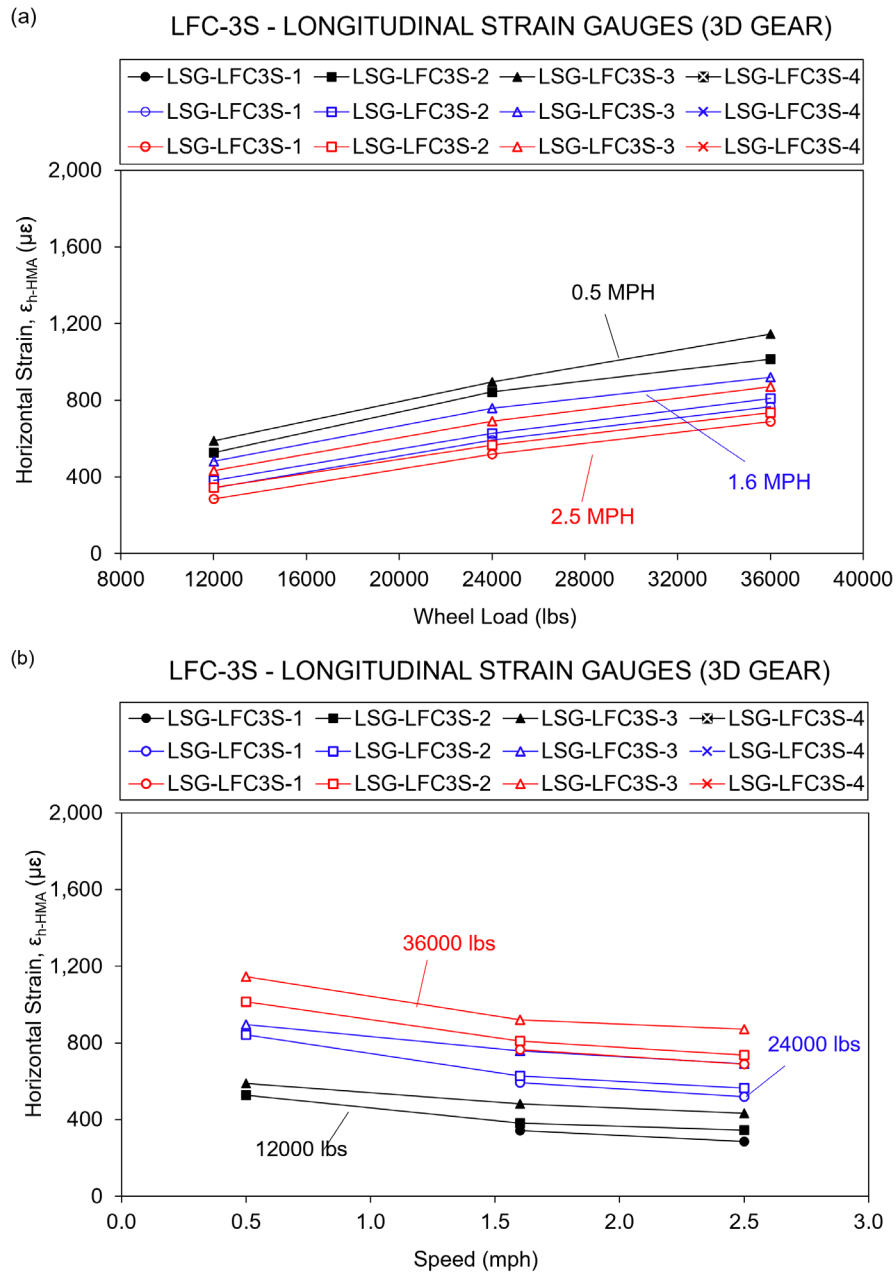 (a)
LFC-3S - LONGITUDINAL STRAIN GAUGES (3D GEAR)
LSG-LFC3S-1 LSG-LFC3S-2 LSG-LFC3S-3 LSG-LFC3S-4
LSG-LFC3S-1 LSG-LFC3S-2 LSG-LFC3S-3 LSG-LFC3S-4
LSG-LFC3S-1 LSG-LFC3S-2 LSG-LFC3S-3 LSG-LFC3S-4
2,000
1,600
1,200
800
400
0
Horizontal Strain, εh-HMA (με)
0.5 MPH
1.6 MPH
2.5 MPH
8000 12000 16000 20000 24000 28000 32000 36000 40000
Wheel Load (lbs)
(b)
LFC-3S - LONGITUDINAL STRAIN GAUGES (3D GEAR)
LSG-LFC3S-1 LSG-LFC3S-2 LSG-LFC3S-3 LSG-LFC3S-4
LSG-LFC3S-1 LSG-LFC3S-2 LSG-LFC3S-3 LSG-LFC3S-4
LSG-LFC3S-1 LSG-LFC3S-2 LSG-LFC3S-3 LSG-LFC3S-4
2,000
1,600
1,200
800
400
0
Horizontal Strain, εh-HMA (με)
36000 lbs
24000 lbs
12000 lbs
0.0 0.5 1.0 1.5 2.0 2.5 3.0
Speed (mph)